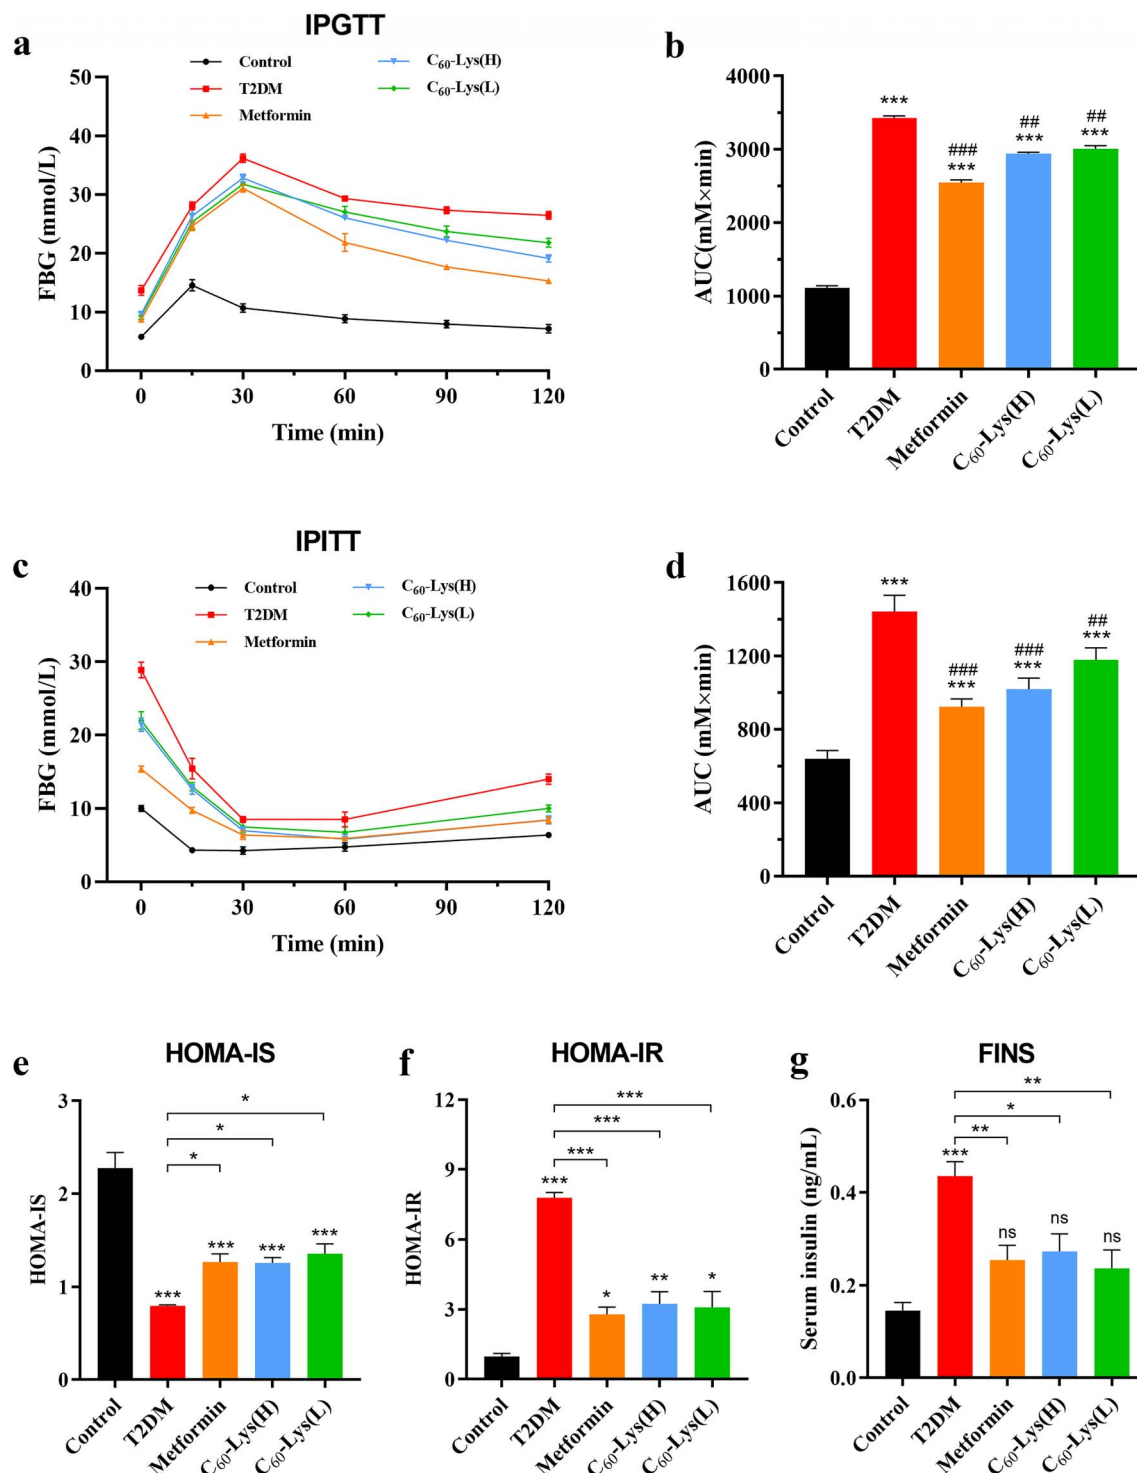 a
IPGTT
Control
T2DM
Metformin
C60-Lys(H)
C60-Lys(L)
FBG (mmol/L)
50
40
30
20
10
0
0 30 60 90 120
Time (min)
b
AUC(mM×min)
4000
3000
2000
1000
0
***
###
***
##
***
##
***
Control T2DM Metformin C60-Lys(H) C60-Lys(L)
c
IPITT
Control
T2DM
Metformin
C60-Lys(H)
C60-Lys(L)
FBG (mmol/L)
40
30
20
10
0
0 30 60 90 120
Time (min)
d
AUC (mM×min)
1600
1200
800
400
0
***
###
***
###
***
##
***
Control T2DM Metformin C60-Lys(H) C60-Lys(L)
e
HOMA-IS
HOMA-IS
3
2
1
0
*
*
*
*** *** *** ***
Control T2DM Metformin C60-Lys(H) C60-Lys(L)
f
HOMA-IR
HOMA-IR
12
9
6
3
0
***
***
***
*** * ** *
Control T2DM Metformin C60-Lys(H) C60-Lys(L)
g
FINS
Serum insulin (ng/mL)
0.6
0.4
0.2
0.0
**
*
**
*** ns ns ns
Control T2DM Metformin C60-Lys(H) C60-Lys(L)